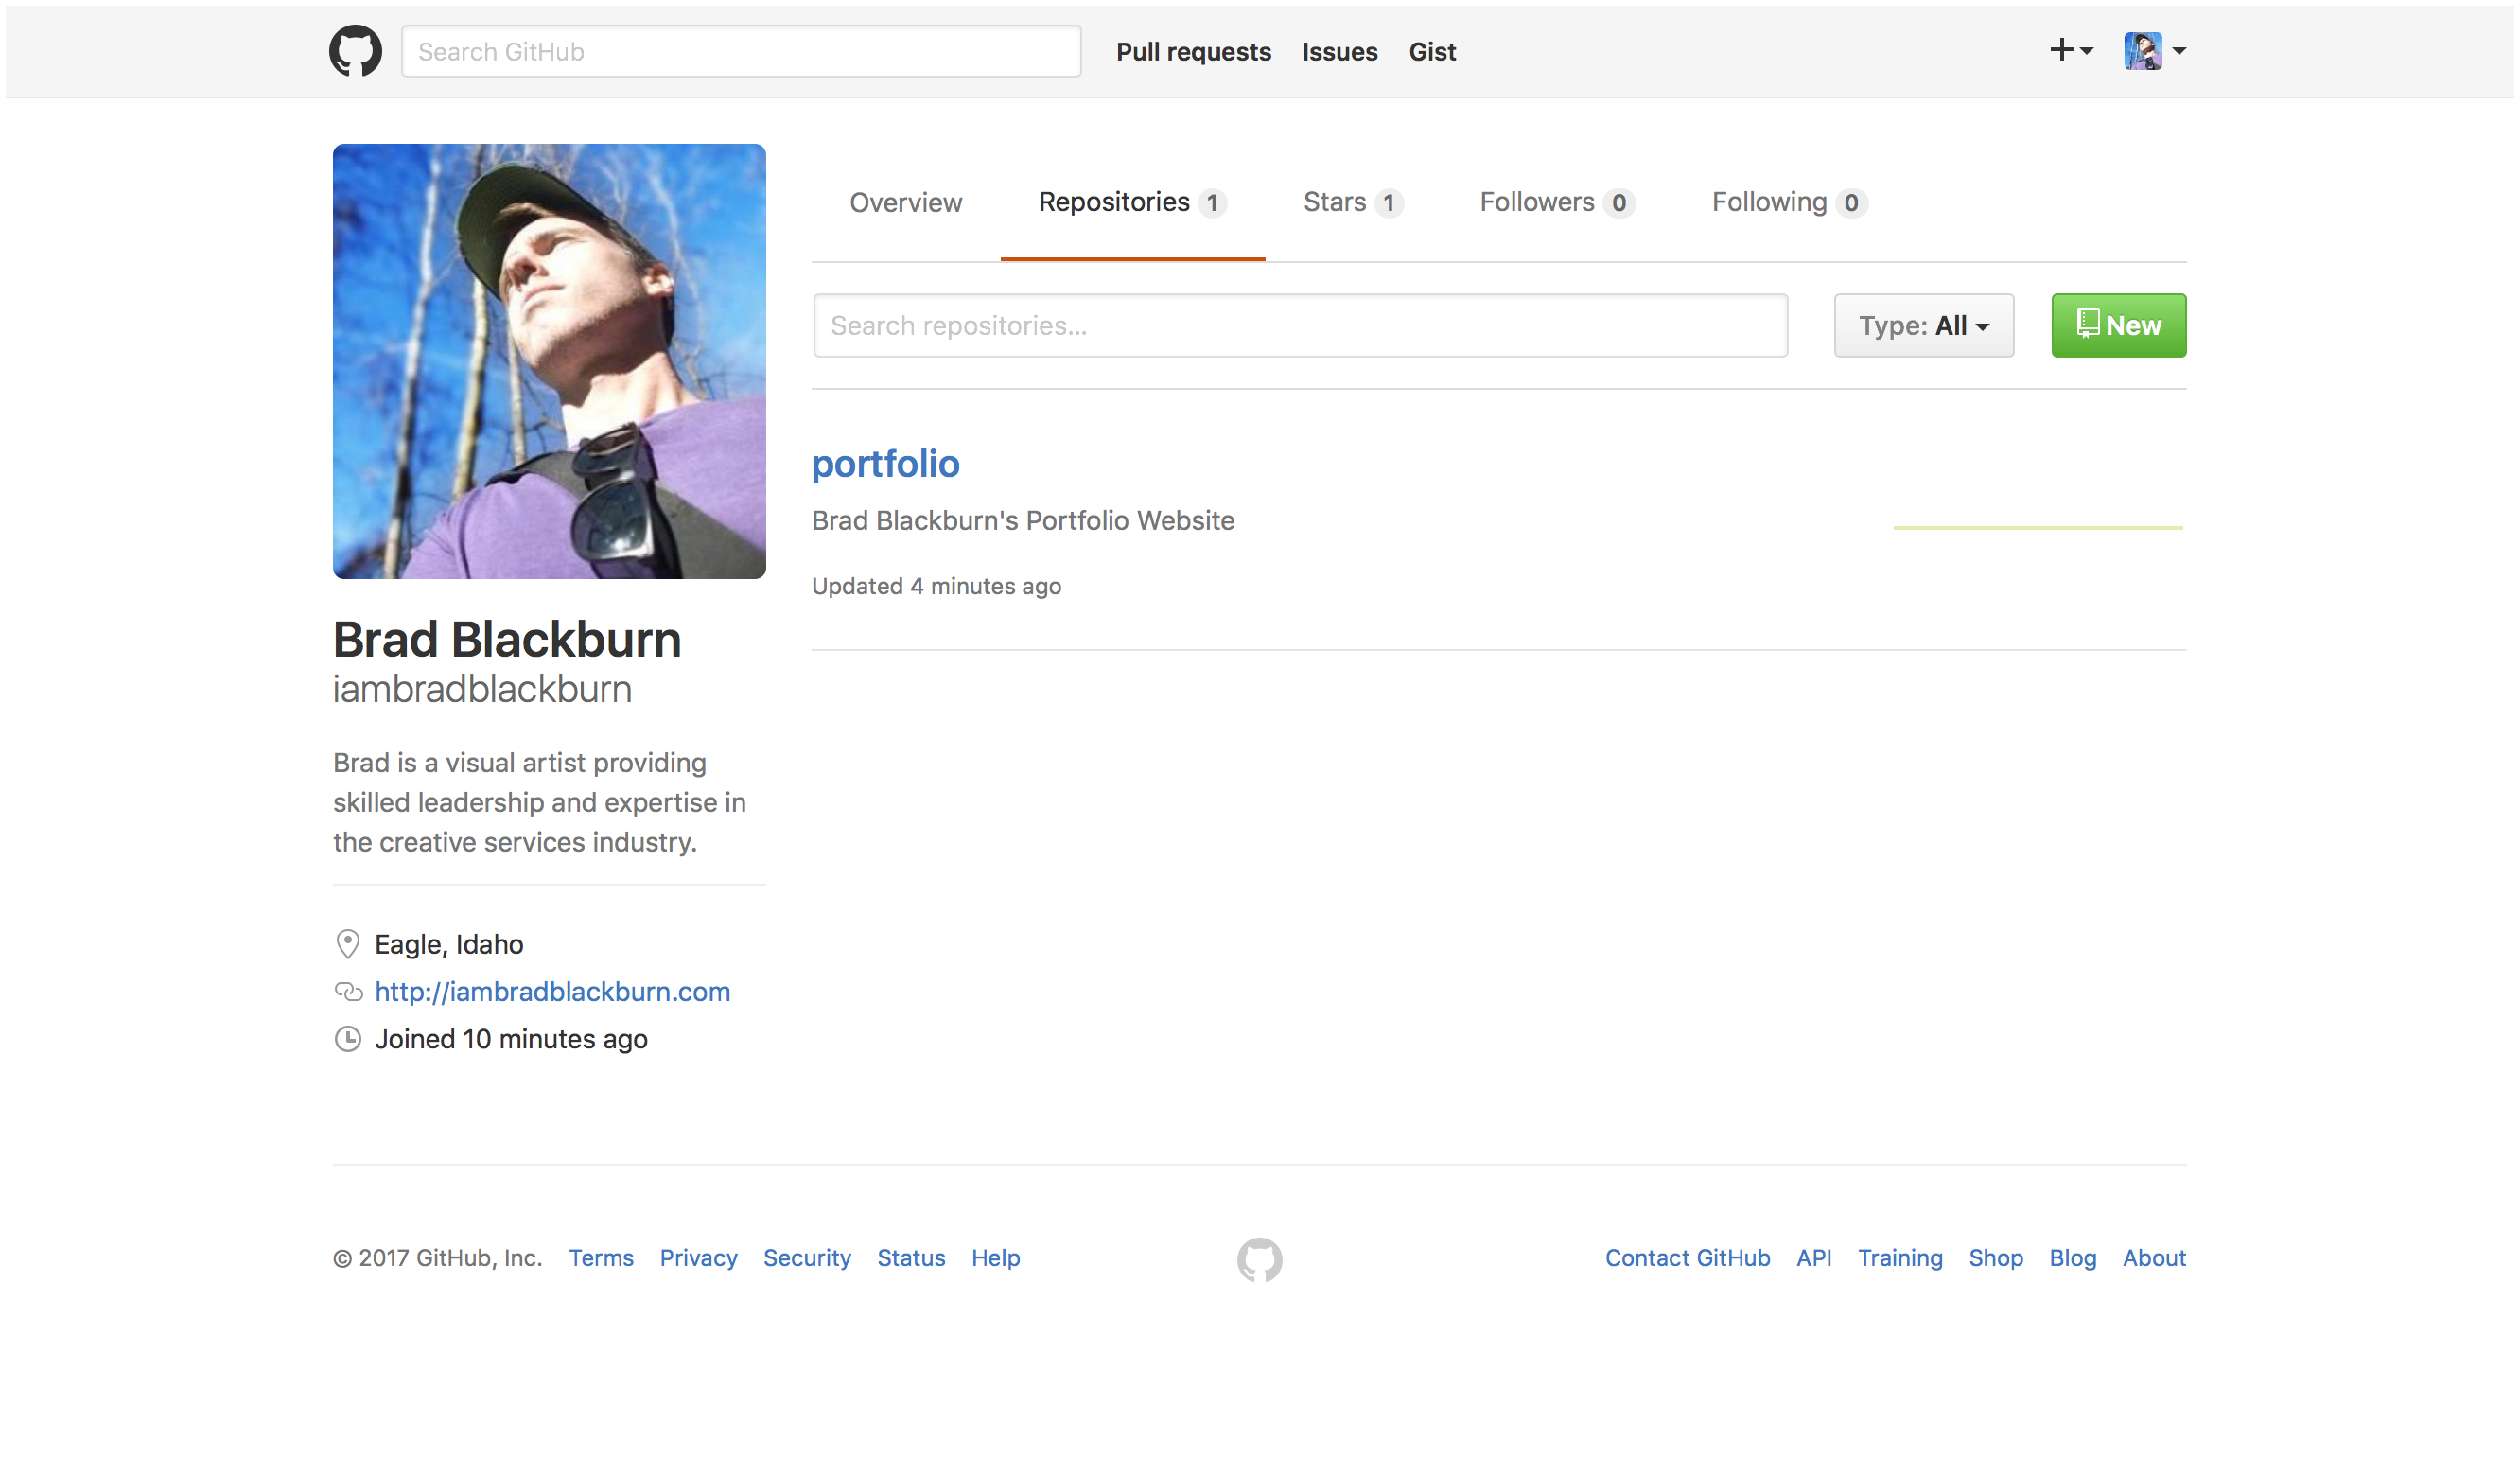 Search GitHub
Pull requests Issues Gist
Overview Repositories 1 Stars 1 Followers 0 Following 0
Search repositories... Type: All New
portfolio
Brad Blackburn's Portfolio Website
Updated 4 minutes ago
Brad Blackburn
iambradblackburn
Brad is a visual artist providing
skilled leadership and expertise in
the creative services industry.
Eagle, Idaho
http://iambradblackburn.com
Joined 10 minutes ago
© 2017 GitHub, Inc. Terms Privacy Security Status Help Contact GitHub API Training Shop Blog About